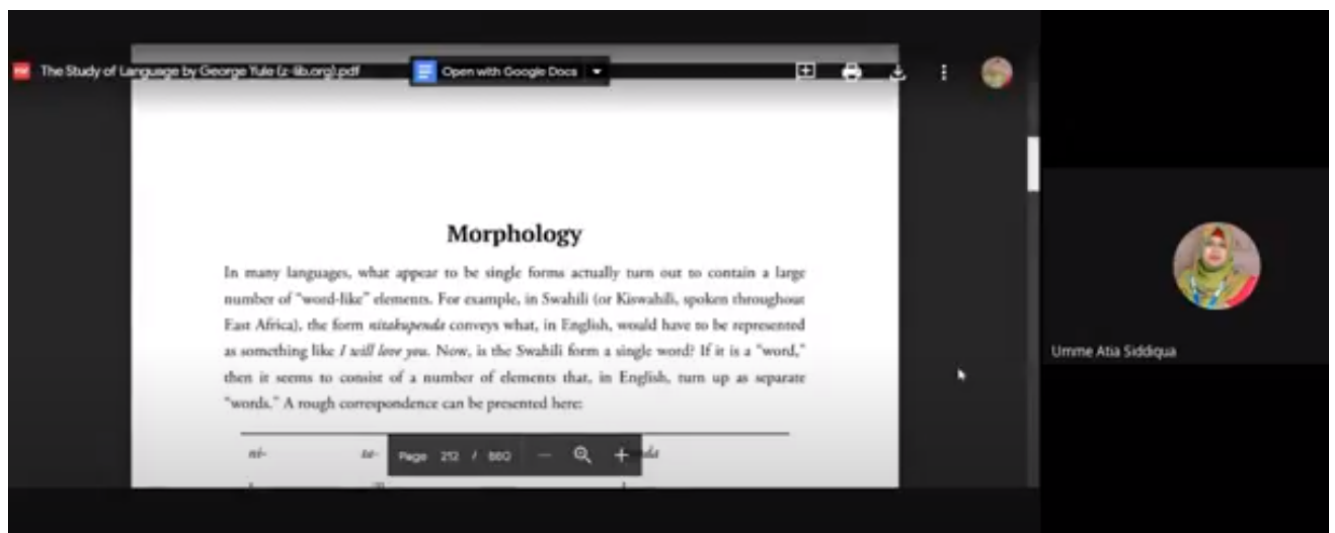 The Study of Language by George Yule (z-lib.org).pdf
Open with Google Docs
Morphology
In many languages, what appear to be single forms actually turn out to contain a large
number of "word-like" elements. For example, in Swahili (or Kiswahili, spoken throughout
East Africa), the form nitakupenda conveys what, in English, would have to be represented
as something like I will love you. Now, is the Swahili form a single word? If it is a "word,"
then it seems to consist of a number of elements that, in English, turn up as separate
"words." A rough correspondence can be presented here:
ni- ta-
Page 212 / 880
Umme Atia Siddiqua